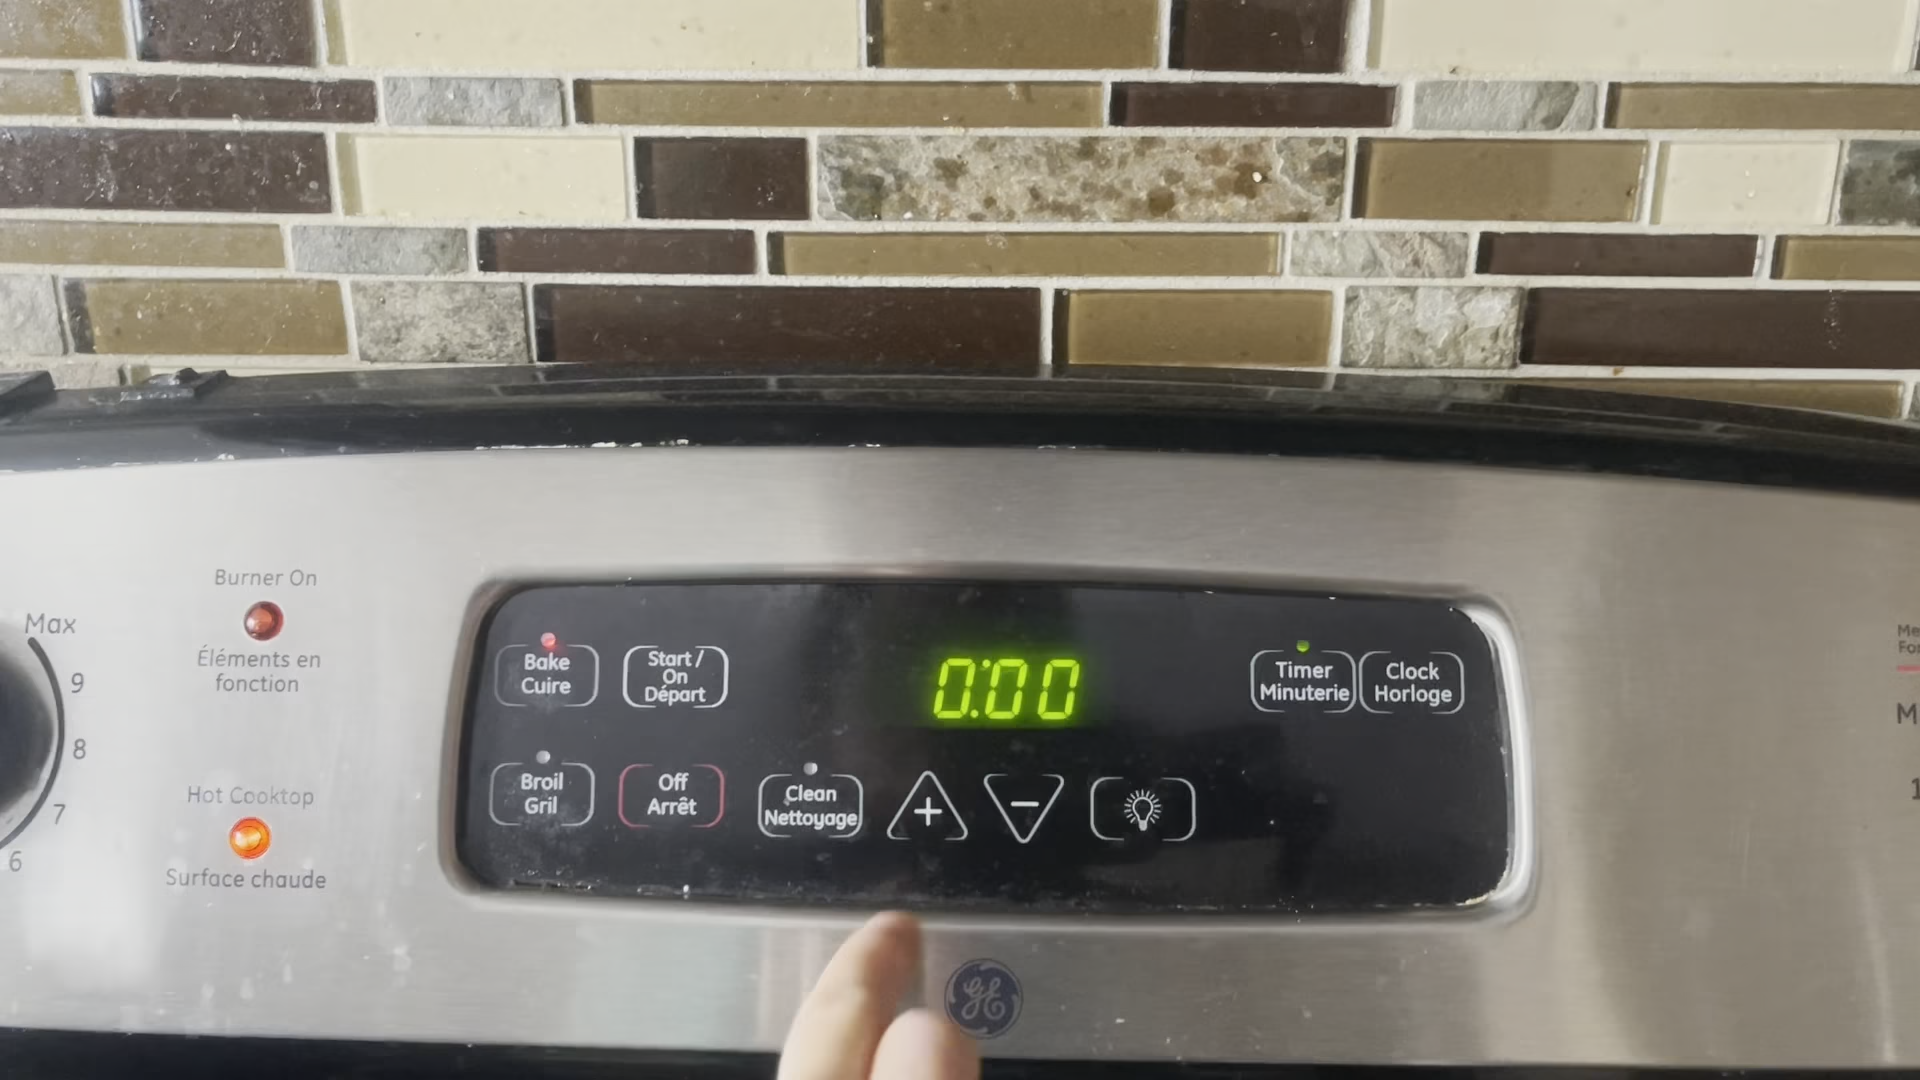 Max
9
8
7
6
Burner On
Éléments en
fonction
Hot Cooktop
Surface chaude
Bake
Cuire
Start /
On
Départ
0:00
Timer
Minuterie
Clock
Horloge
Broil
Gril
Off
Arrêt
Clean
Nettoyage
+
−
GE